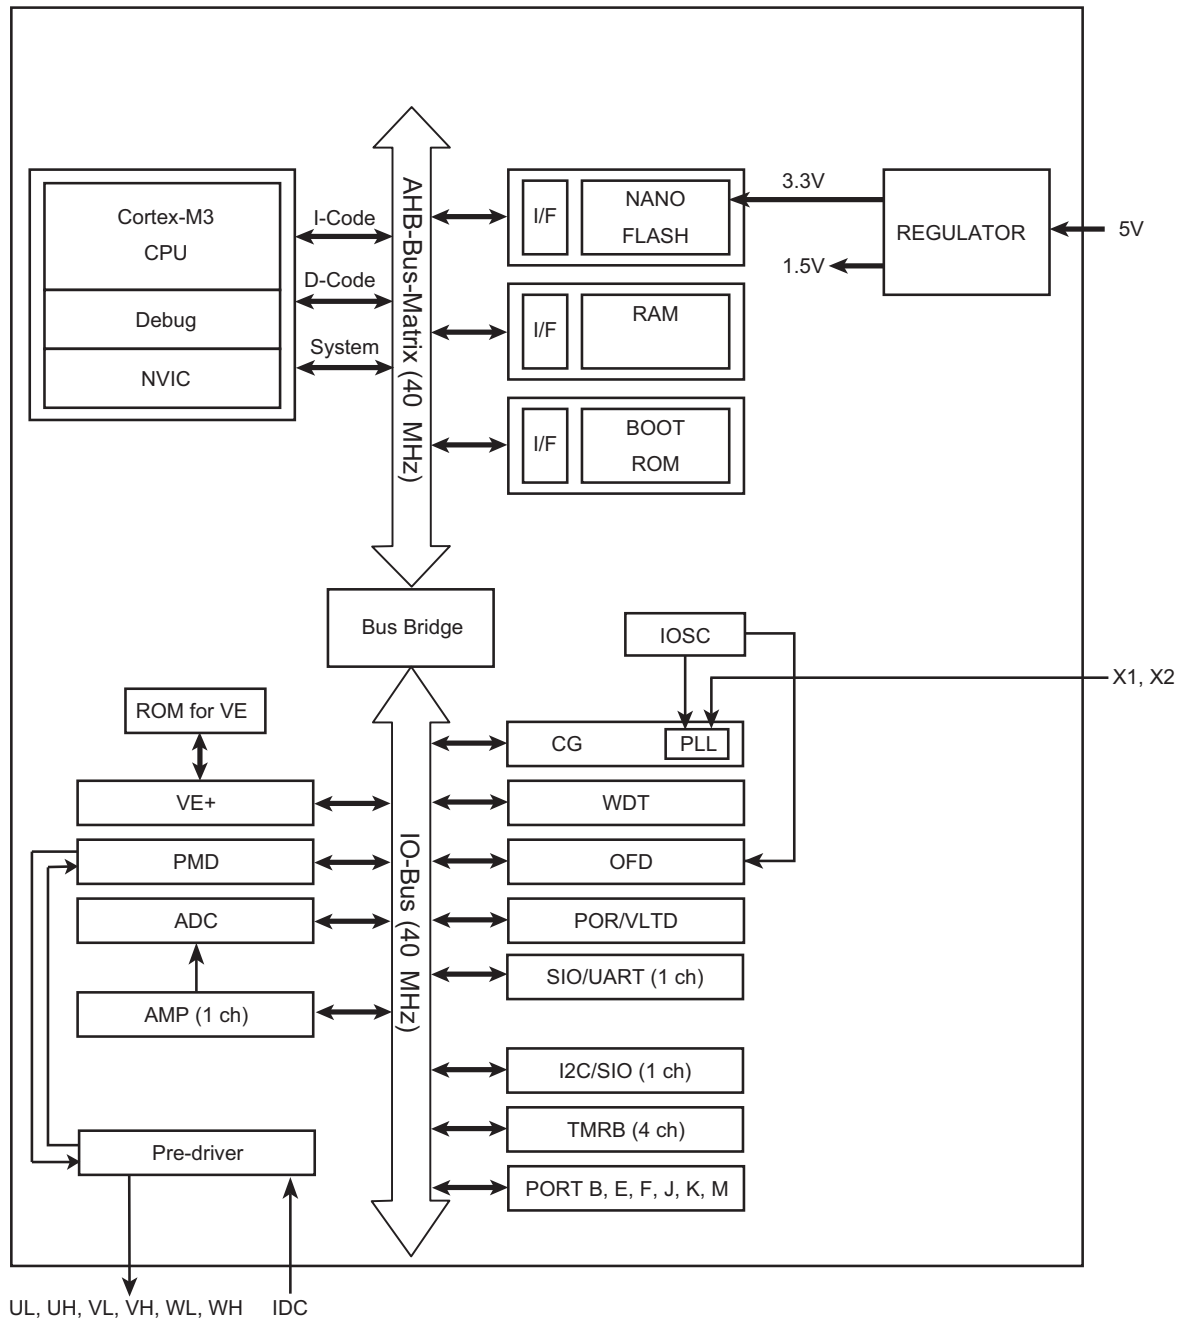 Cortex-M3
CPU
Debug
NVIC
I-Code
D-Code
System
AHB-Bus-Matrix (40 MHz)
I/F
NANO
FLASH
I/F
RAM
I/F
BOOT
ROM
3.3V
1.5V
REGULATOR
5V
Bus Bridge
IOSC
X1, X2
ROM for VE
VE+
PMD
ADC
AMP (1 ch)
Pre-driver
IO-Bus (40 MHz)
CG
PLL
WDT
OFD
POR/VLTD
SIO/UART (1 ch)
I2C/SIO (1 ch)
TMRB (4 ch)
PORT B, E, F, J, K, M
UL, UH, VL, VH, WL, WH
IDC